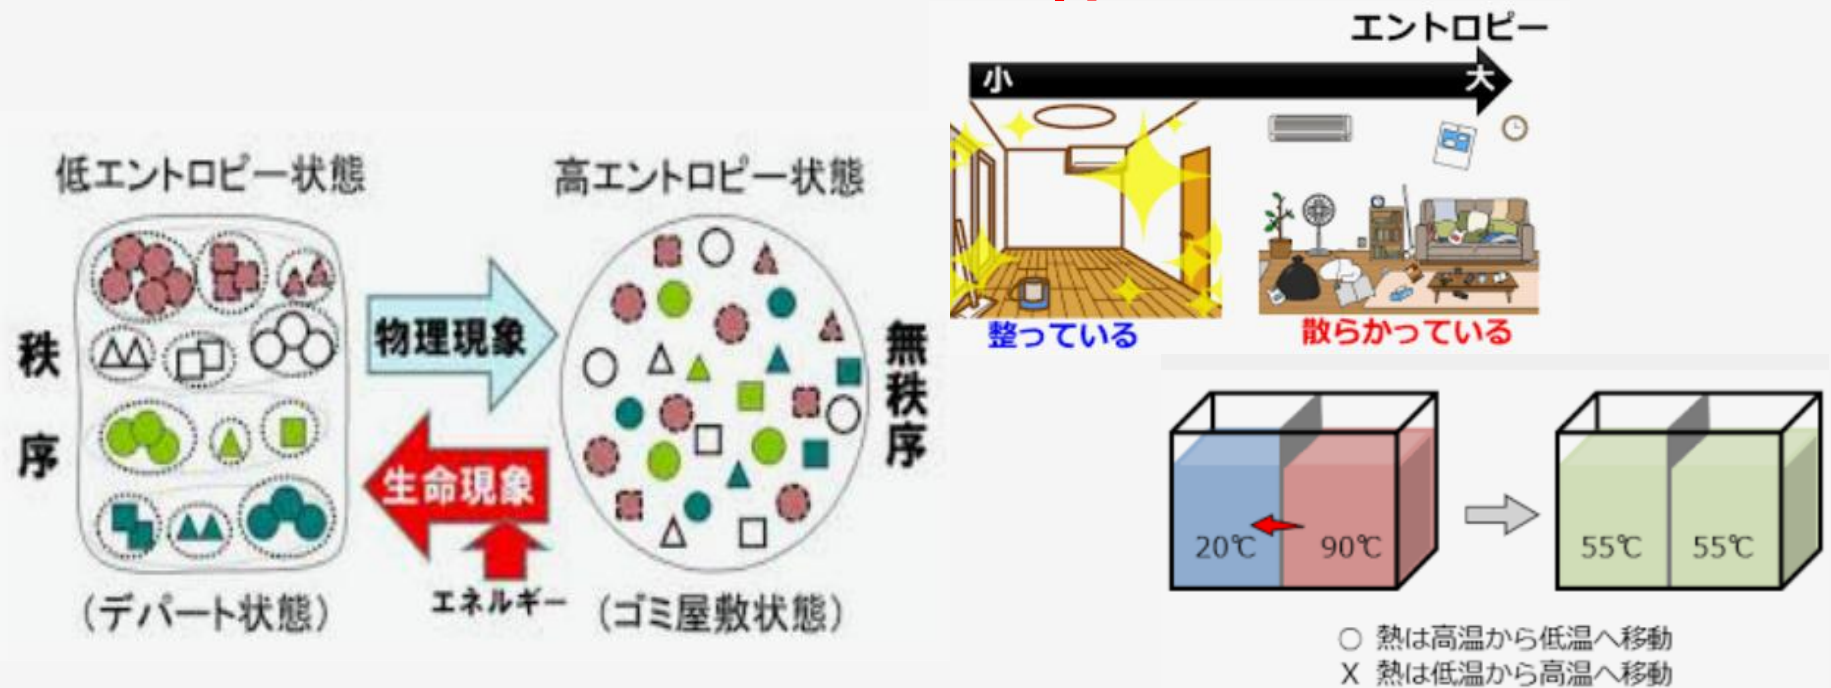 低エントロピー状態
高エントロピー状態
秩序
物理現象
生命現象
エネルギー
無秩序
(デパート状態)
(ゴミ屋敷状態)
エントロピー
小
大
整っている
散らかっている
20℃
90℃
55℃
55℃
○ 熱は高温から低温へ移動
X 熱は低温から高温へ移動